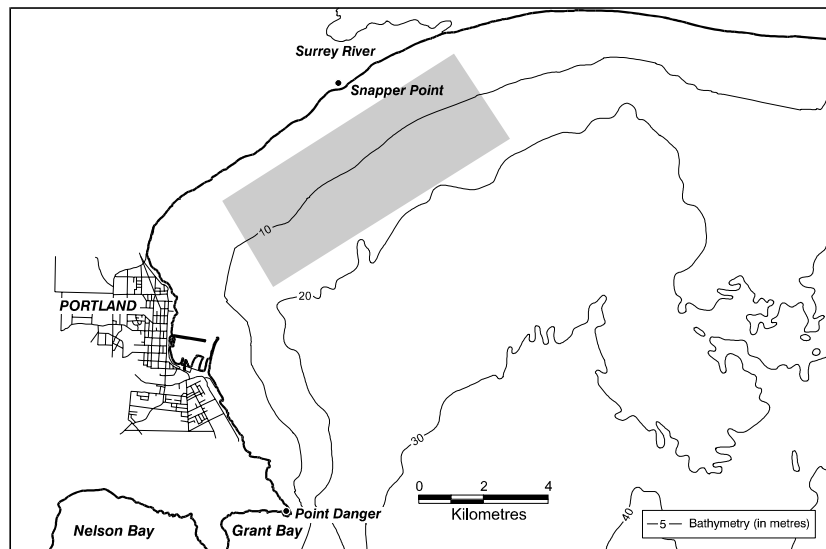 Surrey River
Snapper Point
10
PORTLAND
20
30
0 2 4
Kilometres
Point Danger
Nelson Bay
Grant Bay
40
5 Bathymetry (in metres)